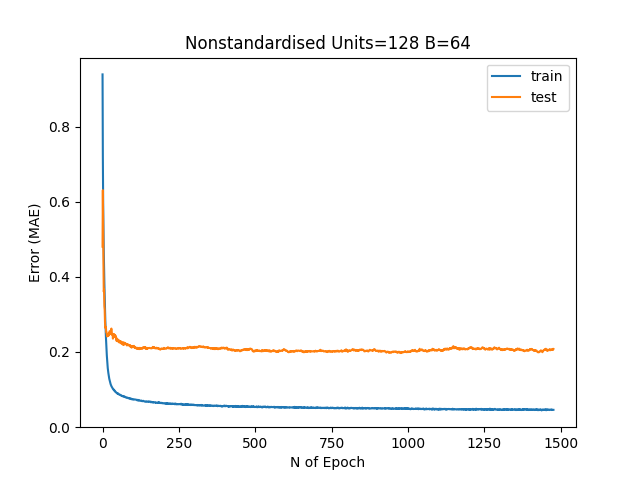 Nonstandardised Units=128 B=64
train
test
Error (MAE)
0.8
0.6
0.4
0.2
0.0
0 250 500 750 1000 1250 1500
N of Epoch